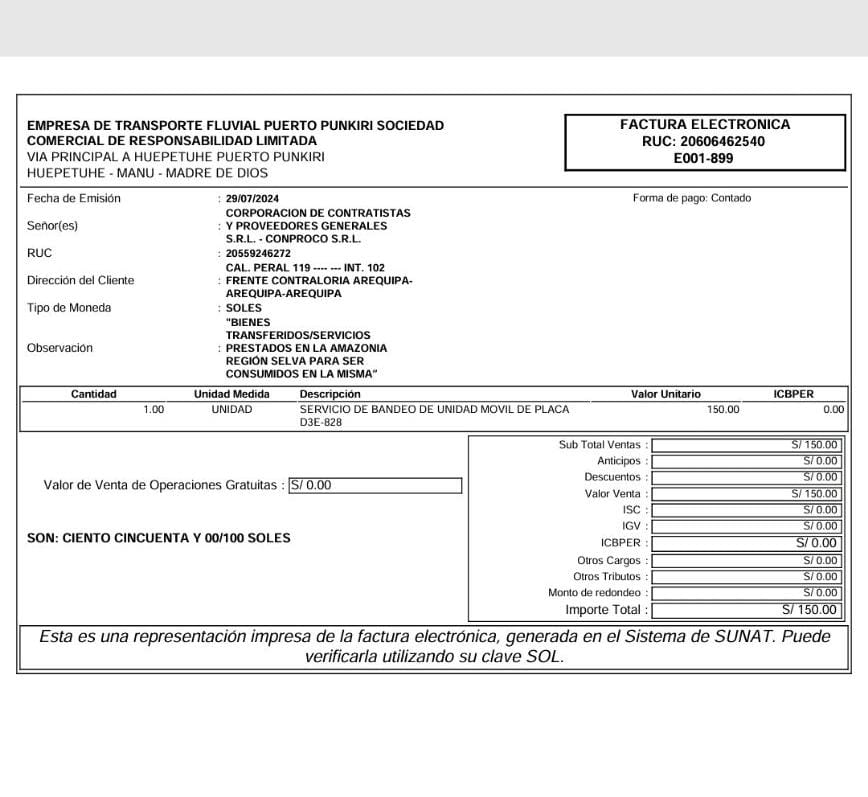 EMPRESA DE TRANSPORTE FLUVIAL PUERTO PUNKIRI SOCIEDAD
COMERCIAL DE RESPONSABILIDAD LIMITADA
VIA PRINCIPAL A HUEPETUHE PUERTO PUNKIRI
HUEPETUHE - MANU - MADRE DE DIOS
FACTURA ELECTRONICA
RUC: 20606462540
E001-899
Fecha de Emisión : 29/07/2024
Forma de pago: Contado
CORPORACION DE CONTRATISTAS
Señor(es) : Y PROVEEDORES GENERALES
S.R.L. - CONPROCO S.R.L.
RUC : 20559246272
CAL. PERAL 119 ---- --- INT. 102
Dirección del Cliente : FRENTE CONTRALORIA AREQUIPA-
AREQUIPA-AREQUIPA
Tipo de Moneda : SOLES
"BIENES
TRANSFERIDOS/SERVICIOS
Observación : PRESTADOS EN LA AMAZONIA
REGIÓN SELVA PARA SER
CONSUMIDOS EN LA MISMA"
Cantidad Unidad Medida Descripción Valor Unitario ICBPER
1.00 UNIDAD SERVICIO DE BANDEO DE UNIDAD MOVIL DE PLACA 150.00 0.00
D3E-828
Sub Total Ventas : S/ 150.00
Anticipos : S/ 0.00
Descuentos : S/ 0.00
Valor de Venta de Operaciones Gratuitas : S/ 0.00
Valor Venta : S/ 150.00
ISC : S/ 0.00
IGV : S/ 0.00
SON: CIENTO CINCUENTA Y 00/100 SOLES
ICBPER : S/ 0.00
Otros Cargos : S/ 0.00
Otros Tributos : S/ 0.00
Monto de redondeo : S/ 0.00
Importe Total : S/ 150.00
Esta es una representación impresa de la factura electrónica, generada en el Sistema de SUNAT. Puede
verificarla utilizando su clave SOL.